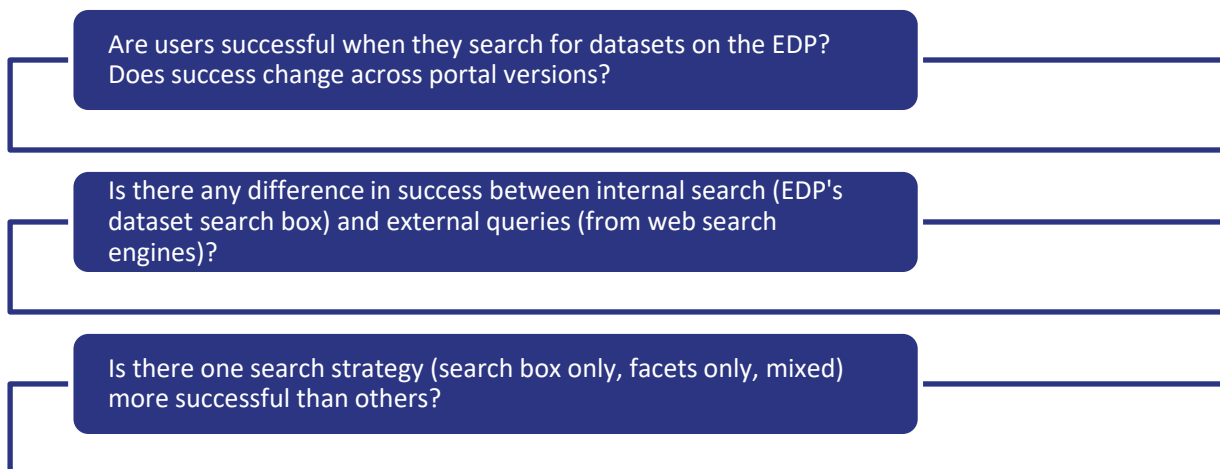 Are users successful when they search for datasets on the EDP?
Does success change across portal versions?
Is there any difference in success between internal search (EDP's
dataset search box) and external queries (from web search
engines)?
Is there one search strategy (search box only, facets only, mixed)
more successful than others?